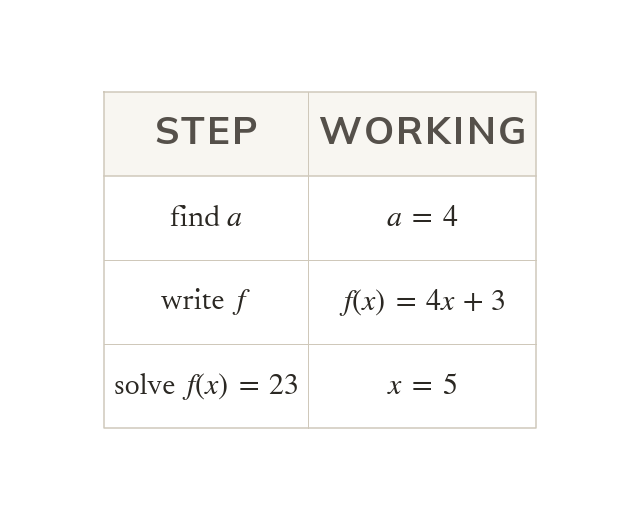 STEP WORKING
find a a = 4
write f f(x) = 4x + 3
solve f(x) = 23 x = 5